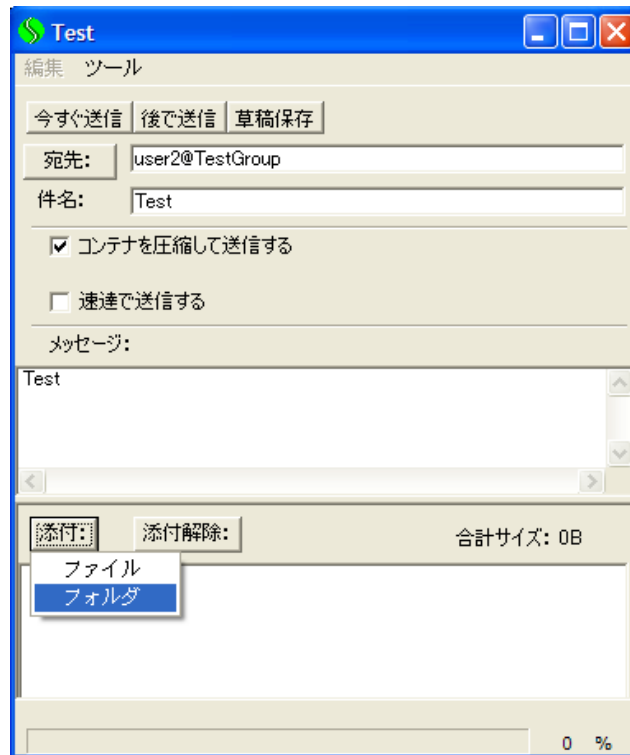 Test
編集 ツール
今すぐ送信 後で送信 草稿保存
宛先: user2@TestGroup
件名: Test
コンテナを圧縮して送信する
速達で送信する
メッセージ:
Test
添付: 添付解除: 合計サイズ: 0B
ファイル
フォルダ
0 %